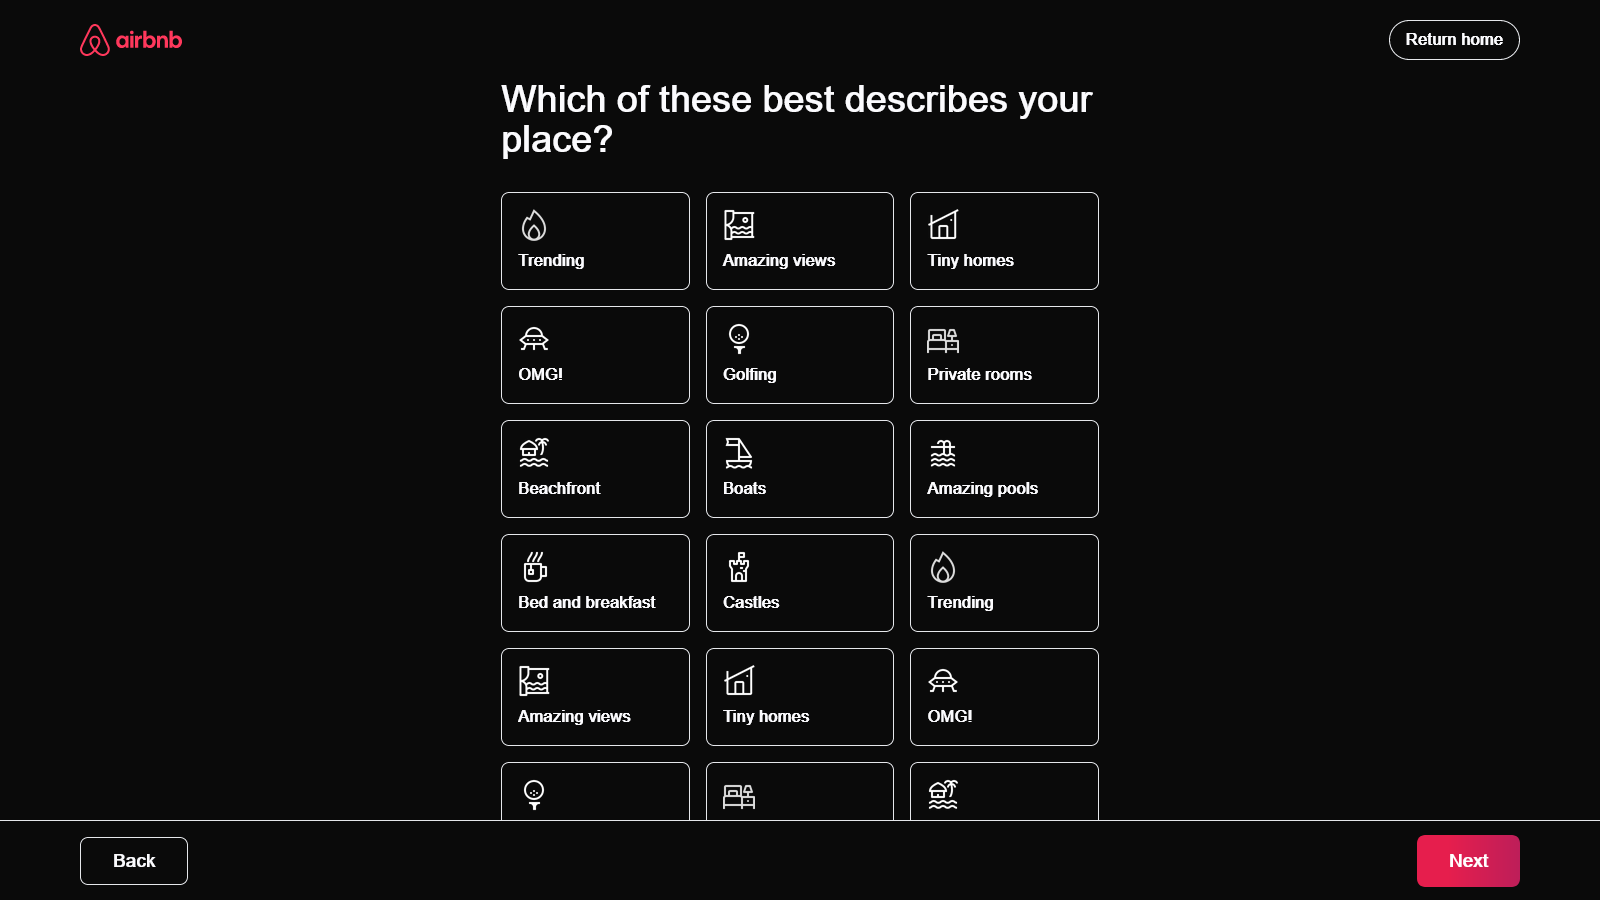 airbnb
Return home
Which of these best describes your
place?
Trending
Amazing views
Tiny homes
OMG!
Golfing
Private rooms
Beachfront
Boats
Amazing pools
Bed and breakfast
Castles
Trending
Amazing views
Tiny homes
OMG!
Back
Next